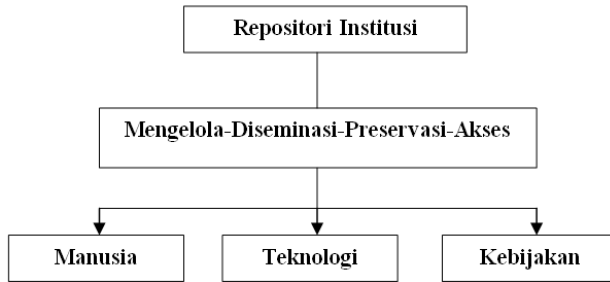 Repositori Institusi
Mengelola-Diseminasi-Preservasi-Akses
Manusia
Teknologi
Kebijakan